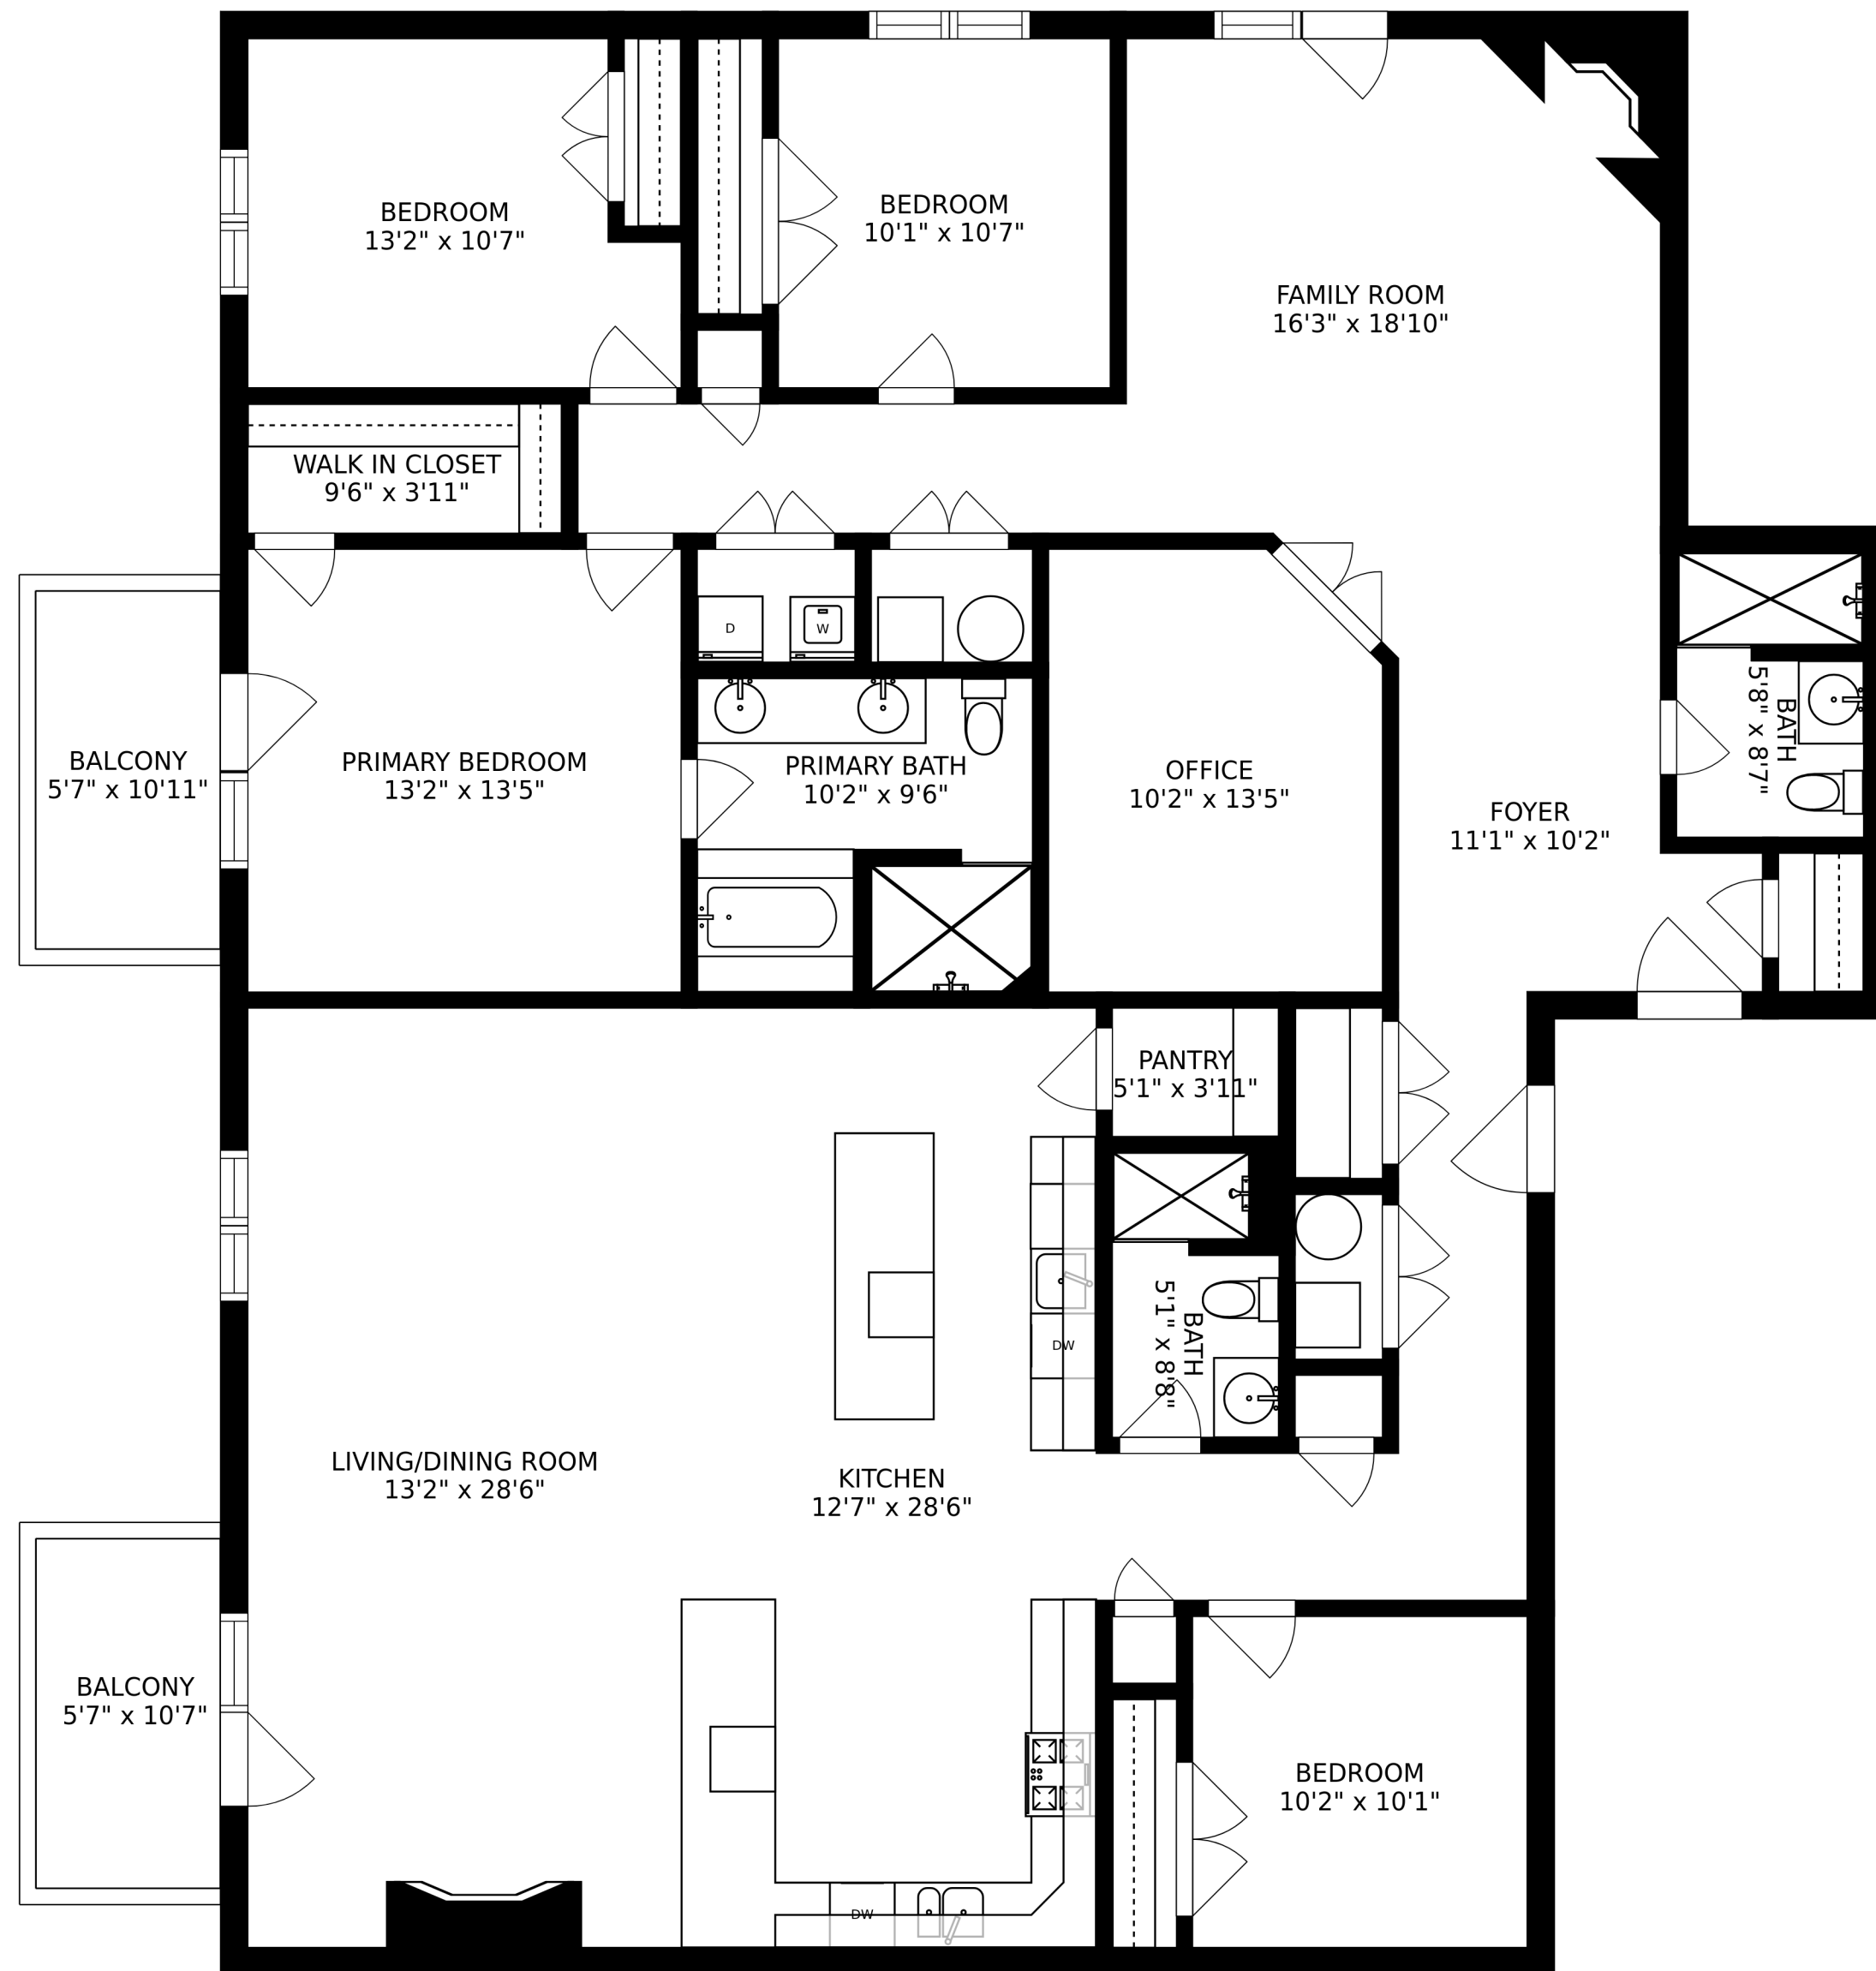 BEDROOM
13'2" x 10'7"
BEDROOM
10'1" x 10'7"
FAMILY ROOM
16'3" x 18'10"
WALK IN CLOSET
9'6" x 3'11"
D
W
BALCONY
5'7" x 10'11"
PRIMARY BEDROOM
13'2" x 13'5"
PRIMARY BATH
10'2" x 9'6"
OFFICE
10'2" x 13'5"
FOYER
11'1" x 10'2"
BATH
5'8" x 8'7"
PANTRY
5'1" x 3'11"
DW
BATH
5'1" x 8'8"
LIVING/DINING ROOM
13'2" x 28'6"
KITCHEN
12'7" x 28'6"
BALCONY
5'7" x 10'7"
BEDROOM
10'2" x 10'1"
DW